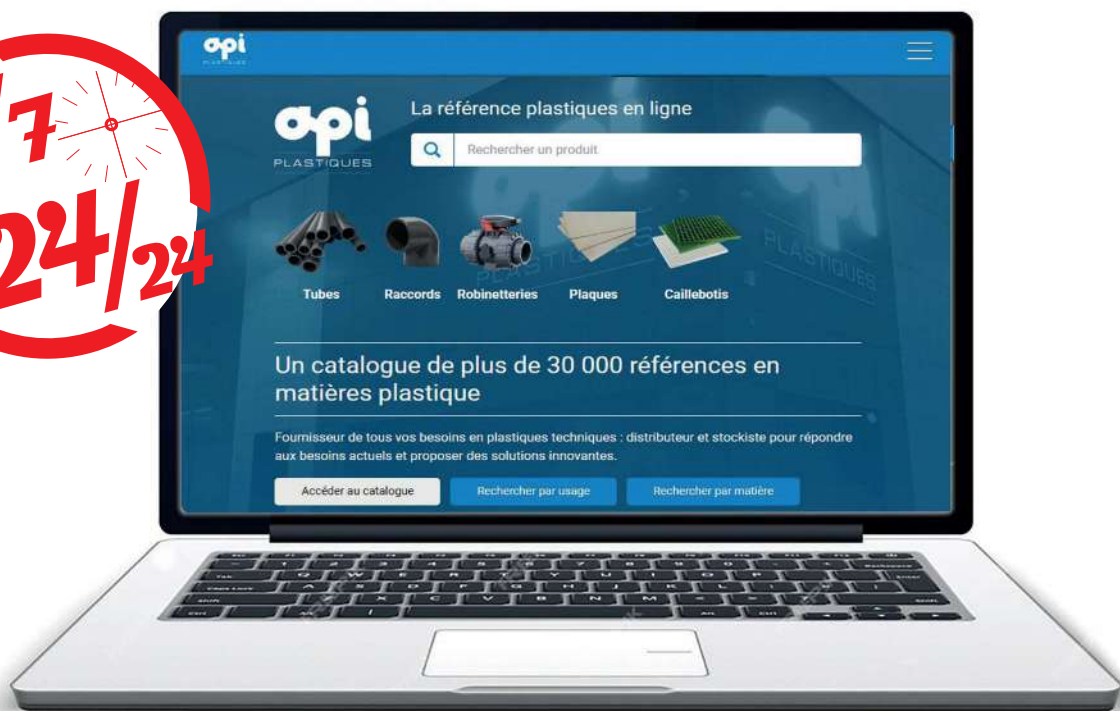 /7
24/24
api
PLASTIQUES
api
PLASTIQUES
La référence plastiques en ligne
Rechercher un produit
Tubes
Raccords
Robinetteries
Plaques
Caillebotis
Un catalogue de plus de 30 000 références en
matières plastique
Fournisseur de tous vos besoins en plastiques techniques : distributeur et stockiste pour répondre
aux besoins actuels et proposer des solutions innovantes.
Accéder au catalogue
Rechercher par usage
Rechercher par matière